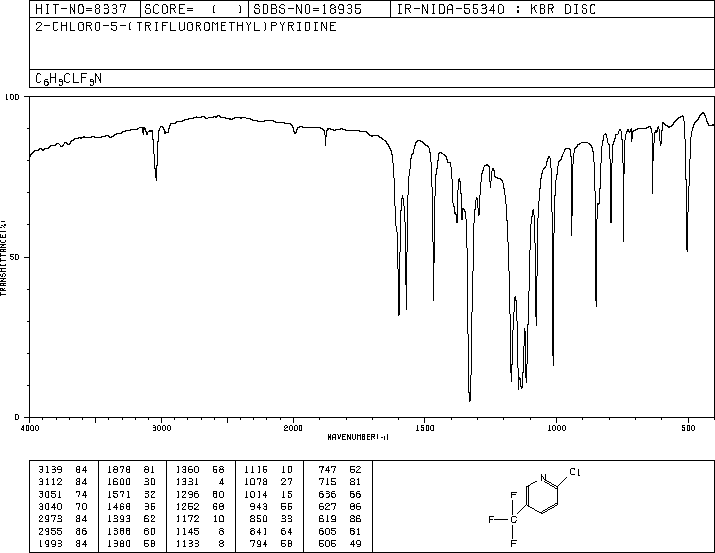 HIT-NO=8337 SCORE= ( ) SDBS-NO=18935 IR-NIDA-55340 : KBR DISC
2-CHLORO-5-(TRIFLUOROMETHYL)PYRIDINE
C6H3CLF3N
100
50
0
TRANSMITTANCE(%)
4000 3000 2000 1500 1000 500
WAVENUMBER(-1)
3139 84 1878 81 1360 58 1116 10 747 52
3112 84 1600 30 1331 4 1078 27 715 81
3051 74 1571 32 1296 60 1014 15 636 66
3040 70 1468 35 1252 68 943 55 627 86
2973 84 1393 62 1172 10 850 33 619 86
2955 86 1388 60 1145 8 841 64 605 81
1993 84 1380 58 1133 8 794 58 505 49
Cl
N
F
F C
F